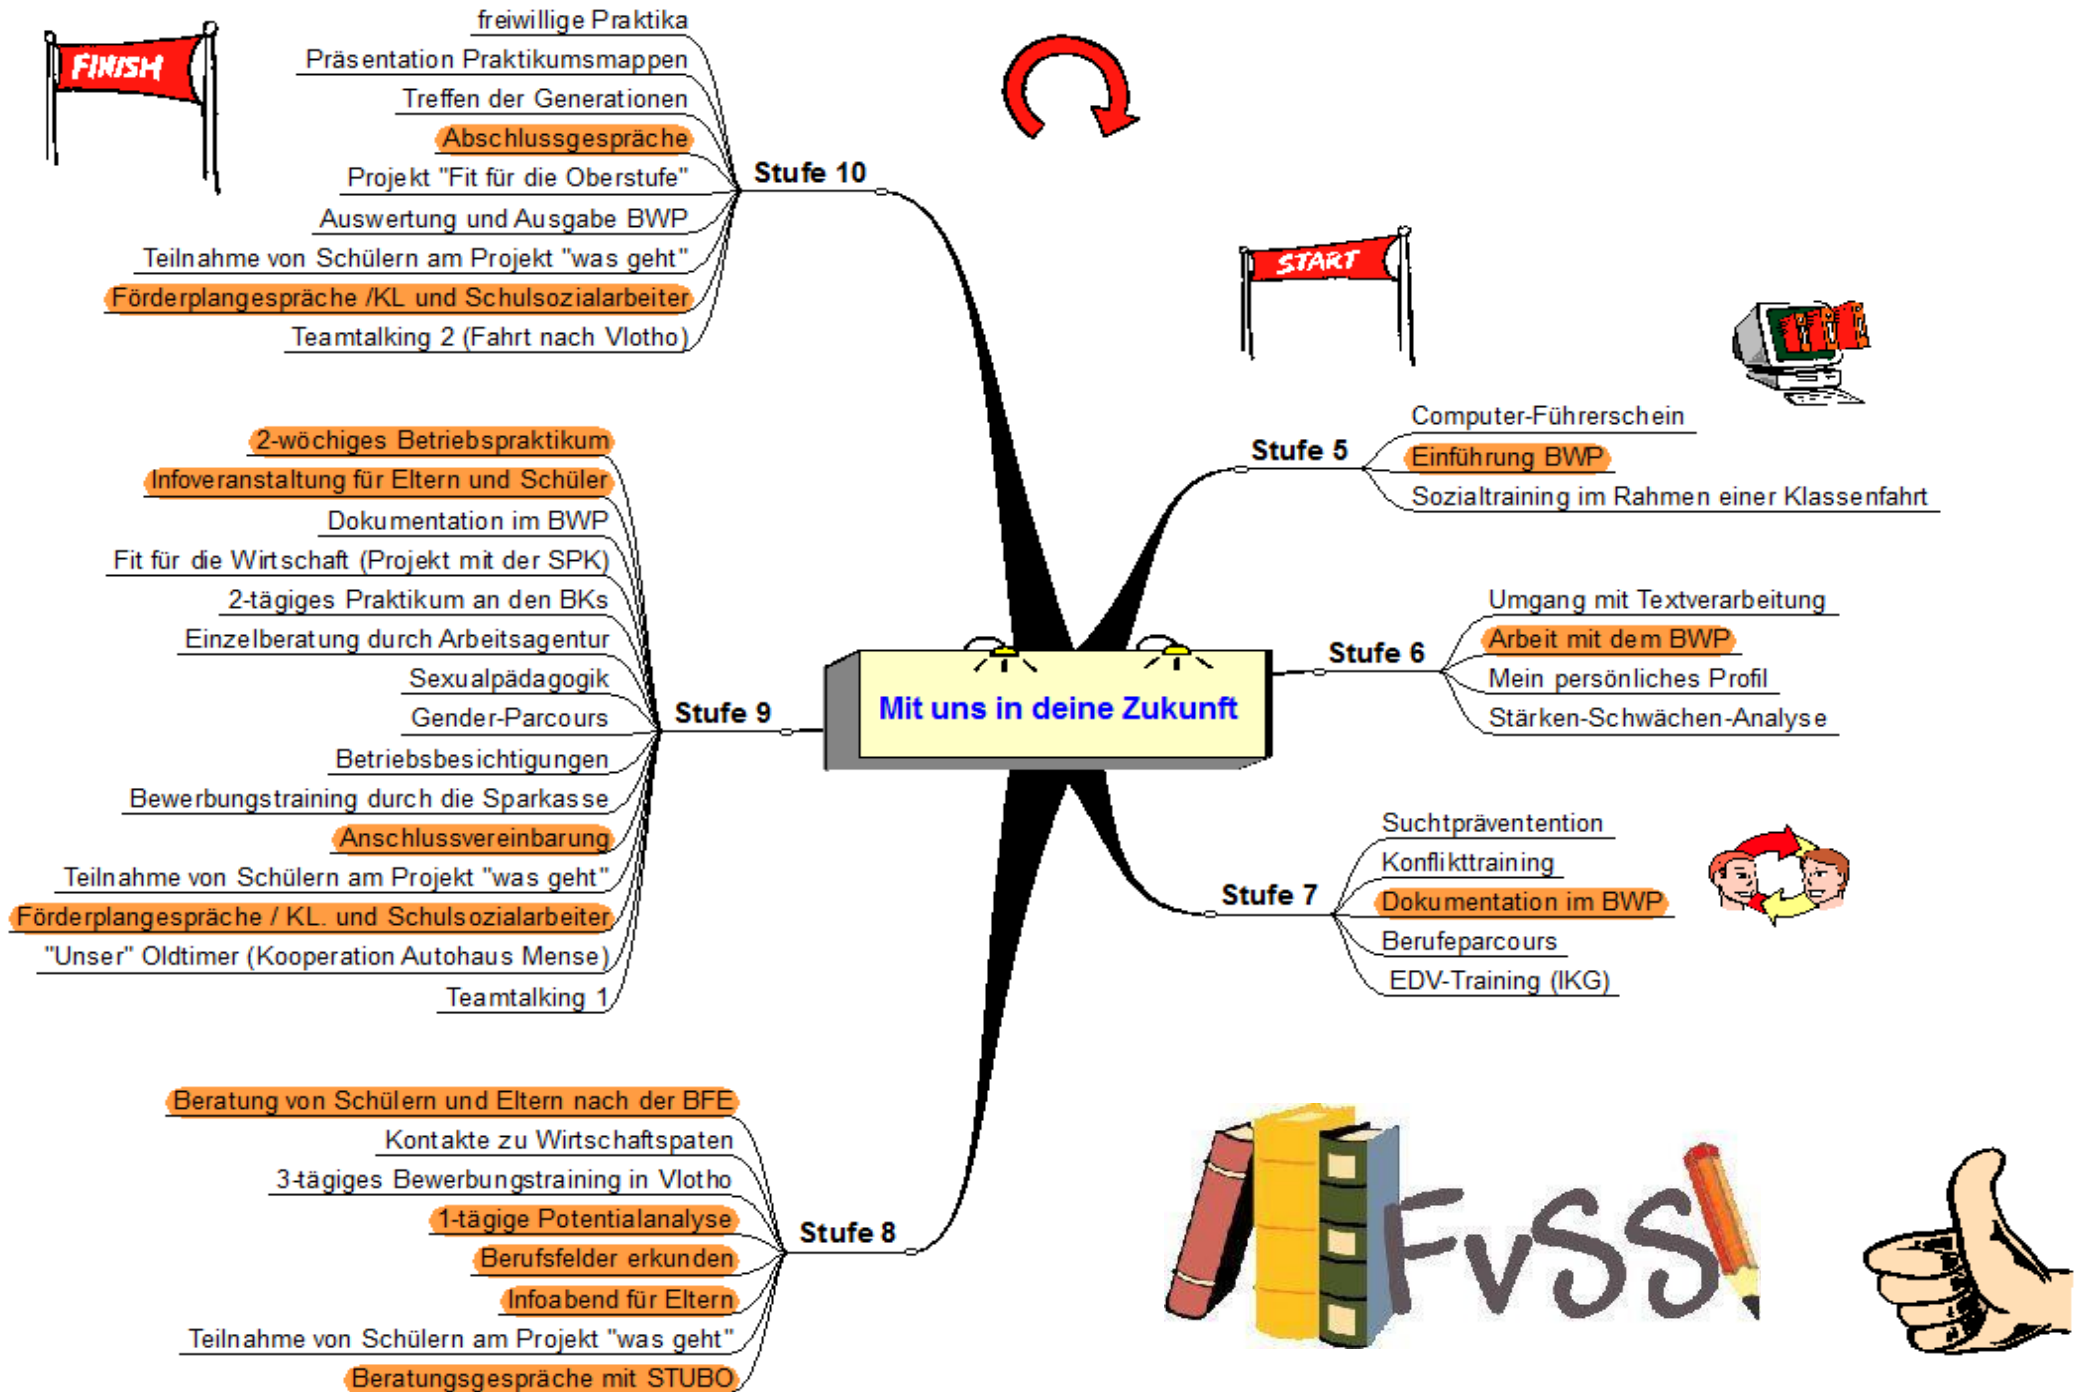 FINISH
freiwillige Praktika
Präsentation Praktikumsmappen
Treffen der Generationen
Abschlussgespräche
Projekt "Fit für die Oberstufe"
Auswertung und Ausgabe BWP
Teilnahme von Schülern am Projekt "was geht"
Förderplangespräche /KL und Schulsozialarbeiter
Teamtalking 2 (Fahrt nach Vlotho)
Stufe 10
START
Stufe 5
Computer-Führerschein
Einführung BWP
Sozialtraining im Rahmen einer Klassenfahrt
Stufe 6
Umgang mit Textverarbeitung
Arbeit mit dem BWP
Mein persönliches Profil
Stärken-Schwächen-Analyse
Mit uns in deine Zukunft
Stufe 7
Suchtpräventention
Konflikttraining
Dokumentation im BWP
Berufeparcours
EDV-Training (IKG)
2-wöchiges Betriebspraktikum
Infoveranstaltung für Eltern und Schüler
Dokumentation im BWP
Fit für die Wirtschaft (Projekt mit der SPK)
2-tägiges Praktikum an den BKs
Einzelberatung durch Arbeitsagentur
Sexualpädagogik
Gender-Parcours
Betriebsbesichtigungen
Bewerbungstraining durch die Sparkasse
Anschlussvereinbarung
Teilnahme von Schülern am Projekt "was geht"
Förderplangespräche / KL. und Schulsozialarbeiter
"Unser" Oldtimer (Kooperation Autohaus Mense)
Teamtalking 1
Stufe 9
Beratung von Schülern und Eltern nach der BFE
Kontakte zu Wirtschaftspaten
3-tägiges Bewerbungstraining in Vlotho
1-tägige Potentialanalyse
Berufsfelder erkunden
Infoabend für Eltern
Teilnahme von Schülern am Projekt "was geht"
Beratungsgespräche mit STUBO
Stufe 8
FvSS